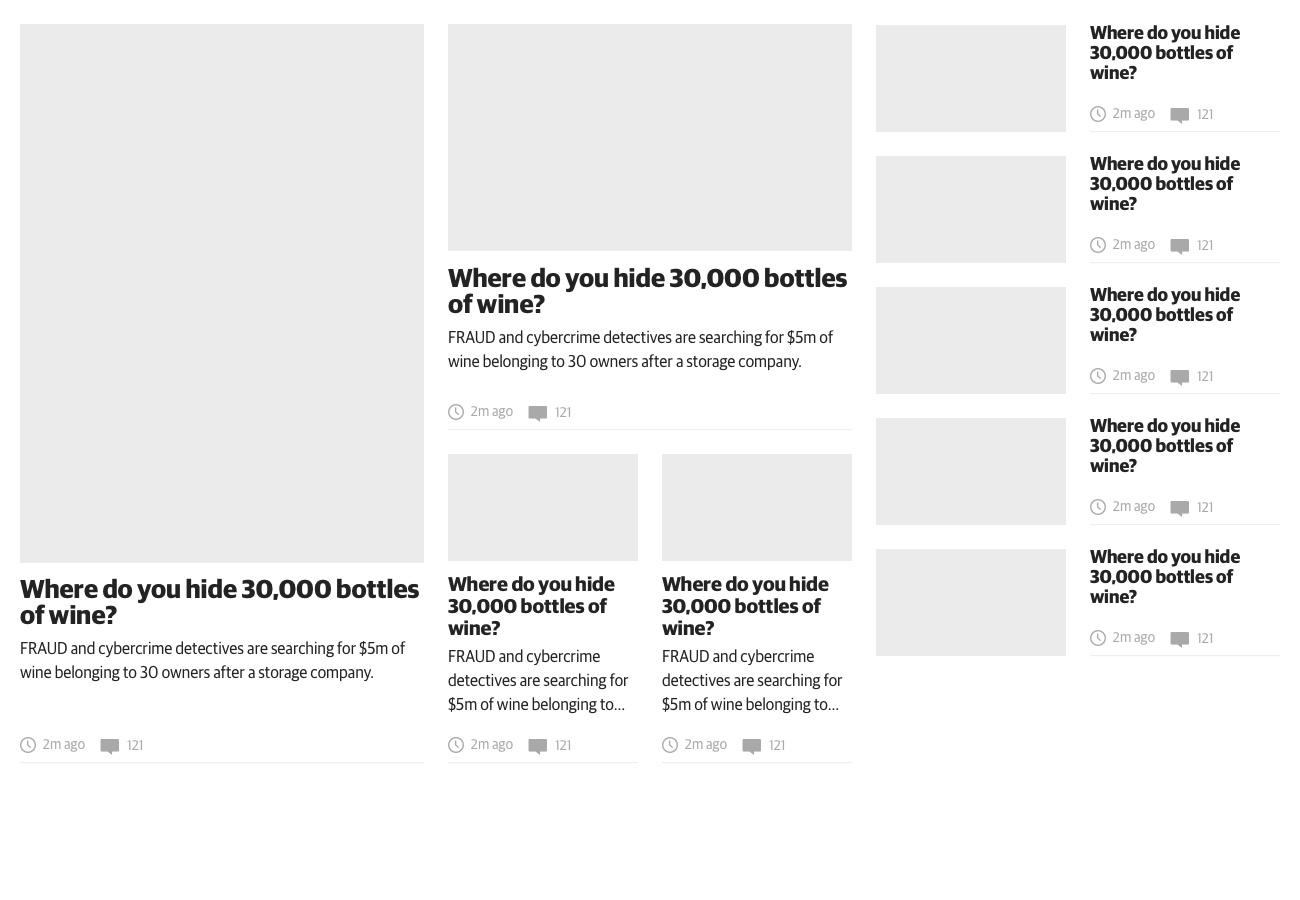 Where do you hide 30,000 bottles
of wine?
FRAUD and cybercrime detectives are searching for $5m of
wine belonging to 30 owners after a storage company.
2m ago 121
Where do you hide 30,000 bottles
of wine?
FRAUD and cybercrime detectives are searching for $5m of
wine belonging to 30 owners after a storage company.
2m ago 121
Where do you hide
30,000 bottles of
wine?
FRAUD and cybercrime
detectives are searching for
$5m of wine belonging to...
2m ago 121
Where do you hide
30,000 bottles of
wine?
FRAUD and cybercrime
detectives are searching for
$5m of wine belonging to...
2m ago 121
Where do you hide
30,000 bottles of
wine?
2m ago 121
Where do you hide
30,000 bottles of
wine?
2m ago 121
Where do you hide
30,000 bottles of
wine?
2m ago 121
Where do you hide
30,000 bottles of
wine?
2m ago 121
Where do you hide
30,000 bottles of
wine?
2m ago 121